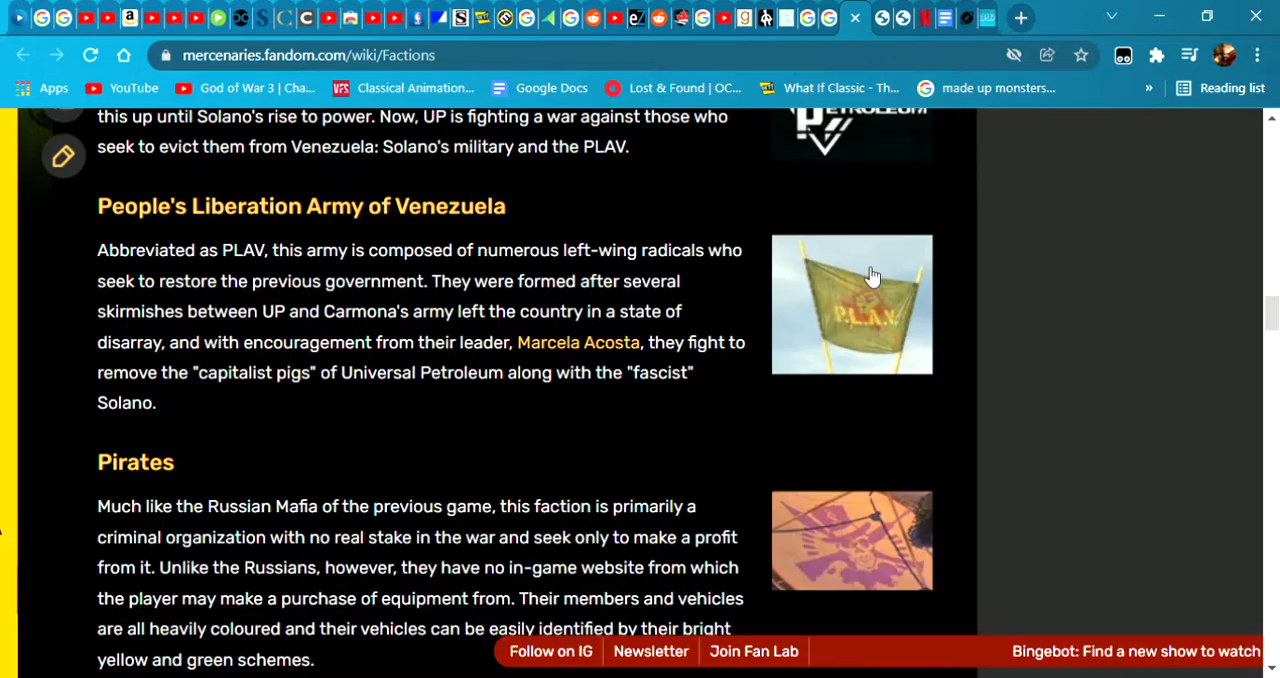 mercenaries.fandom.com/wiki/Factions
Apps
YouTube
God of War 3 | Cha...
VFS
Classical Animation...
Google Docs
Lost & Found | OC...
What If Classic - Th...
made up monsters...
»
Reading list
this up until Solano's rise to power. Now, UP is fighting a war against those who
seek to evict them from Venezuela: Solano's military and the PLAV.
PETROLEUM
People's Liberation Army of Venezuela
Abbreviated as PLAV, this army is composed of numerous left-wing radicals who
seek to restore the previous government. They were formed after several
skirmishes between UP and Carmona's army left the country in a state of
disarray, and with encouragement from their leader, Marcela Acosta, they fight to
remove the "capitalist pigs" of Universal Petroleum along with the "fascist"
Solano.
P.L.A.V.
Pirates
Much like the Russian Mafia of the previous game, this faction is primarily a
criminal organization with no real stake in the war and seek only to make a profit
from it. Unlike the Russians, however, they have no in-game website from which
the player may make a purchase of equipment from. Their members and vehicles
are all heavily coloured and their vehicles can be easily identified by their bright
yellow and green schemes.
Follow on IG
Newsletter
Join Fan Lab
Bingebot: Find a new show to watch